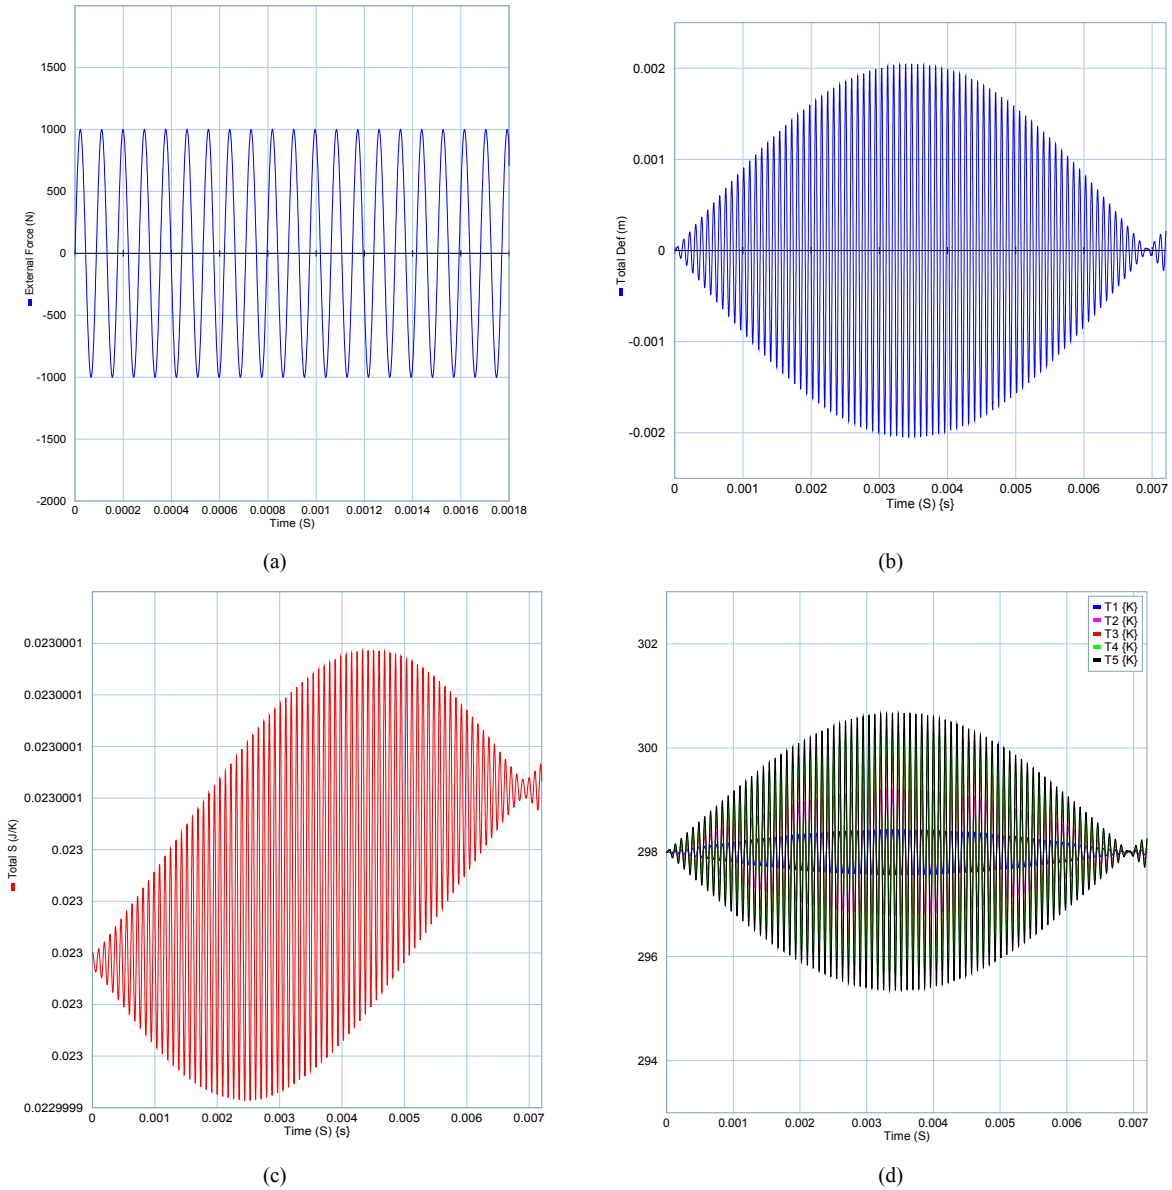 1500
1000
500
0
-500
-1000
-1500
-2000
External Force (N)
0 0.0002 0.0004 0.0006 0.0008 0.001 0.0012 0.0014 0.0016 0.0018
Time (S)
(a)
0.002
0.001
0
-0.001
-0.002
Total Def (m)
0 0.001 0.002 0.003 0.004 0.005 0.006 0.007
Time (S) {s}
(b)
0.0230001
0.0230001
0.0230001
0.0230001
0.023
0.023
0.023
0.023
0.023
0.0229999
Total S (J/K)
0 0.001 0.002 0.003 0.004 0.005 0.006 0.007
Time (S) {s}
(c)
T1 {K}
T2 {K}
T3 {K}
T4 {K}
T5 {K}
302
300
298
296
294
0 0.001 0.002 0.003 0.004 0.005 0.006 0.007
Time (S)
(d)